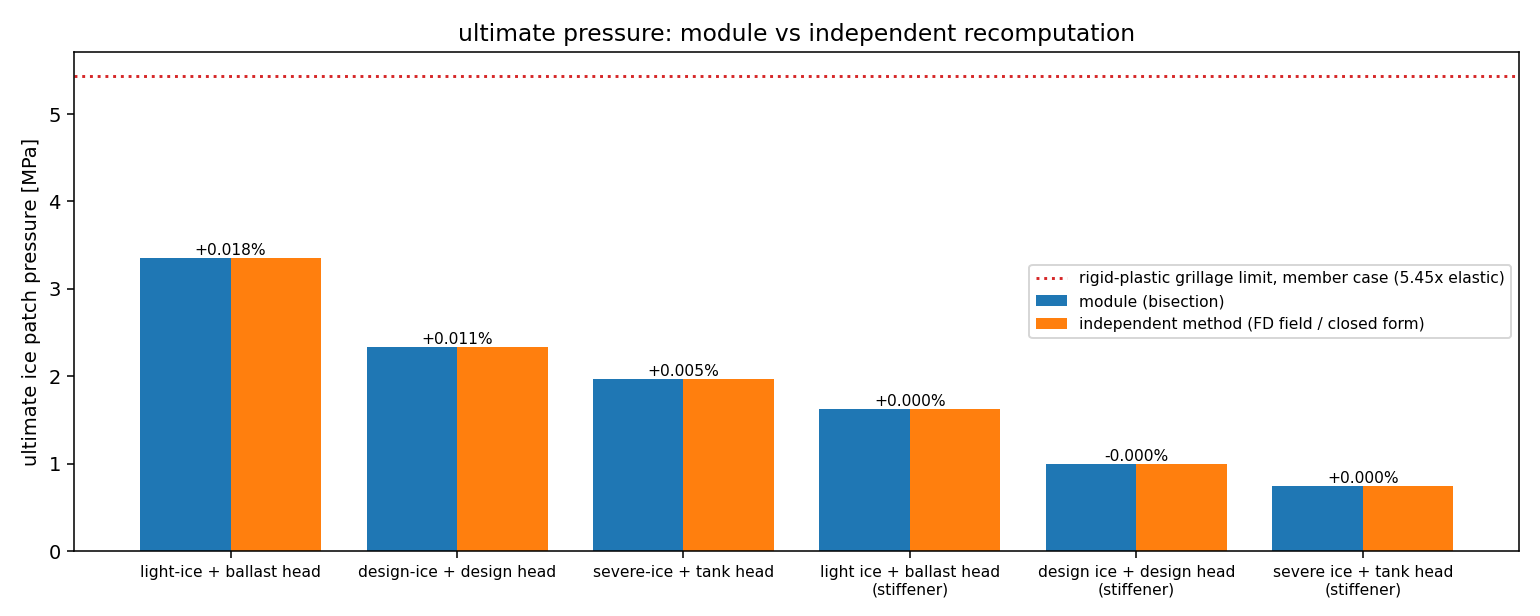 ultimate pressure: module vs independent recomputation
ultimate ice patch pressure [MPa]
5
4
3
2
1
0
+0.018%
+0.011%
+0.005%
+0.000%
-0.000%
+0.000%
rigid-plastic grillage limit, member case (5.45x elastic)
module (bisection)
independent method (FD field / closed form)
light-ice + ballast head
design-ice + design head
severe-ice + tank head
light ice + ballast head
(stiffener)
design ice + design head
(stiffener)
severe ice + tank head
(stiffener)